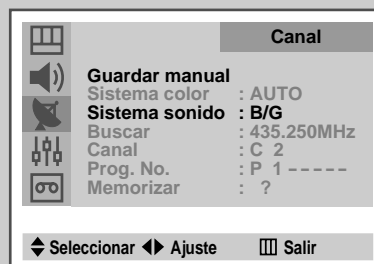 Canal
Guardar manual
Sistema color : AUTO
Sistema sonido : B/G
Buscar : 435.250MHz
Canal : C 2
Prog. No. : P 1 -----
Memorizar : ?
Seleccionar Ajuste Salir